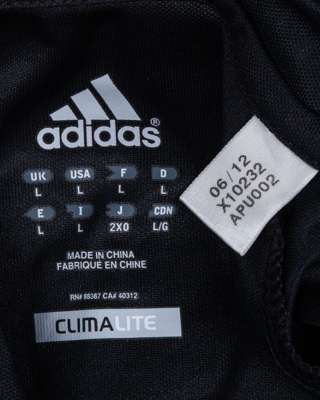 adidas
UK USA F D
L L L L
E I J CDN
L L 2XO L/G
MADE IN CHINA
FABRIQUÉ EN CHINE
RN# 88387 CA# 40312
CLIMALITE
06/12
X10232
APU002